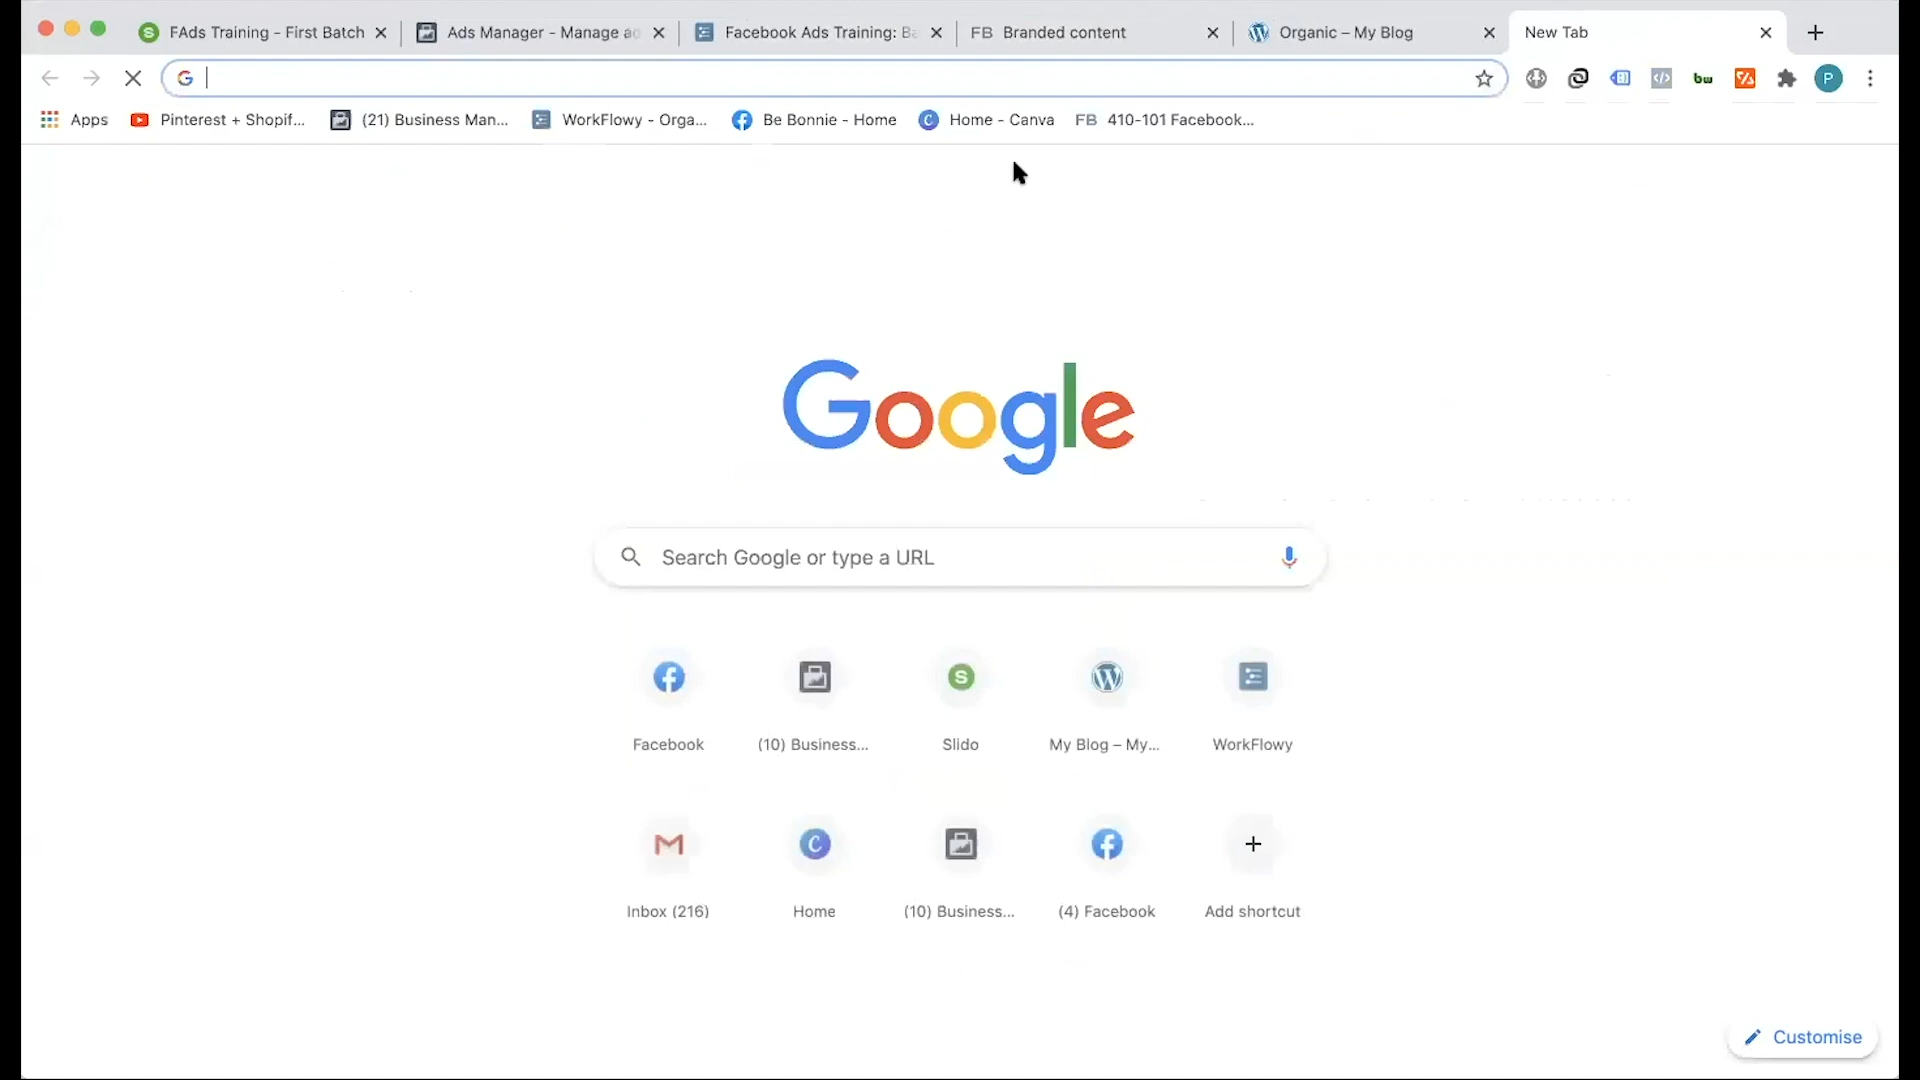 FAds Training - First Batch
Ads Manager - Manage ad
Facebook Ads Training: Ba
FB Branded content
Organic – My Blog
New Tab
P
Apps
Pinterest + Shopif...
(21) Business Man...
WorkFlowy - Orga...
Be Bonnie - Home
Home - Canva
FB 410-101 Facebook...
Google
Search Google or type a URL
Facebook
(10) Business...
Slido
My Blog – My...
WorkFlowy
Inbox (216)
Home
(10) Business...
(4) Facebook
Add shortcut
Customise